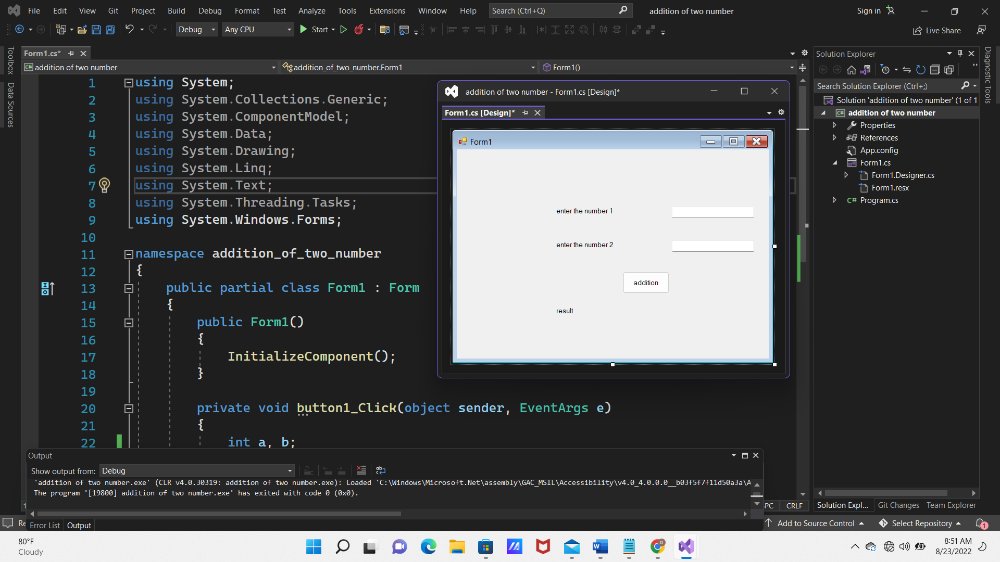 File Edit View Git Project Build Debug Format Test Analyze Tools Extensions Window Help Search (Ctrl+Q) addition of two number Sign in
Debug Any CPU Start Live Share
Toolbox
Data Sources
Form1.cs*
addition of two number addition_of_two_number.Form1 Form1()
1 using System;
2 using System.Collections.Generic;
3 using System.ComponentModel;
4 using System.Data;
5 using System.Drawing;
6 using System.Linq;
7 using System.Text;
8 using System.Threading.Tasks;
9 using System.Windows.Forms;
10
11 namespace addition_of_two_number
12 {
13 public partial class Form1 : Form
14 {
15 public Form1()
16 {
17 InitializeComponent();
18 }
19
20 private void button1_Click(object sender, EventArgs e)
21 {
22 int a, b;
addition of two number - Form1.cs [Design]*
Form1.cs [Design]*
Form1
enter the number 1
enter the number 2
addition
result
Solution Explorer
Search Solution Explorer (Ctrl+;)
Solution 'addition of two number' (1 of 1
addition of two number
Properties
References
App.config
Form1.cs
Form1.Designer.cs
Form1.resx
Program.cs
Diagnostic Tools
Solution Expl... Git Changes Team Explorer
Output
Show output from: Debug
'addition of two number.exe' (CLR v4.0.30319: addition of two number.exe): Loaded 'C:\Windows\Microsoft.Net\assembly\GAC_MSIL\Accessibility\v4.0_4.0.0.0__b03f5f7f11d50a3a\A
The program '[19800] addition of two number.exe' has exited with code 0 (0x0).
SPC CRLF
Error List Output
Re Add to Source Control Select Repository 1
80°F
Cloudy
8:51 AM
8/23/2022